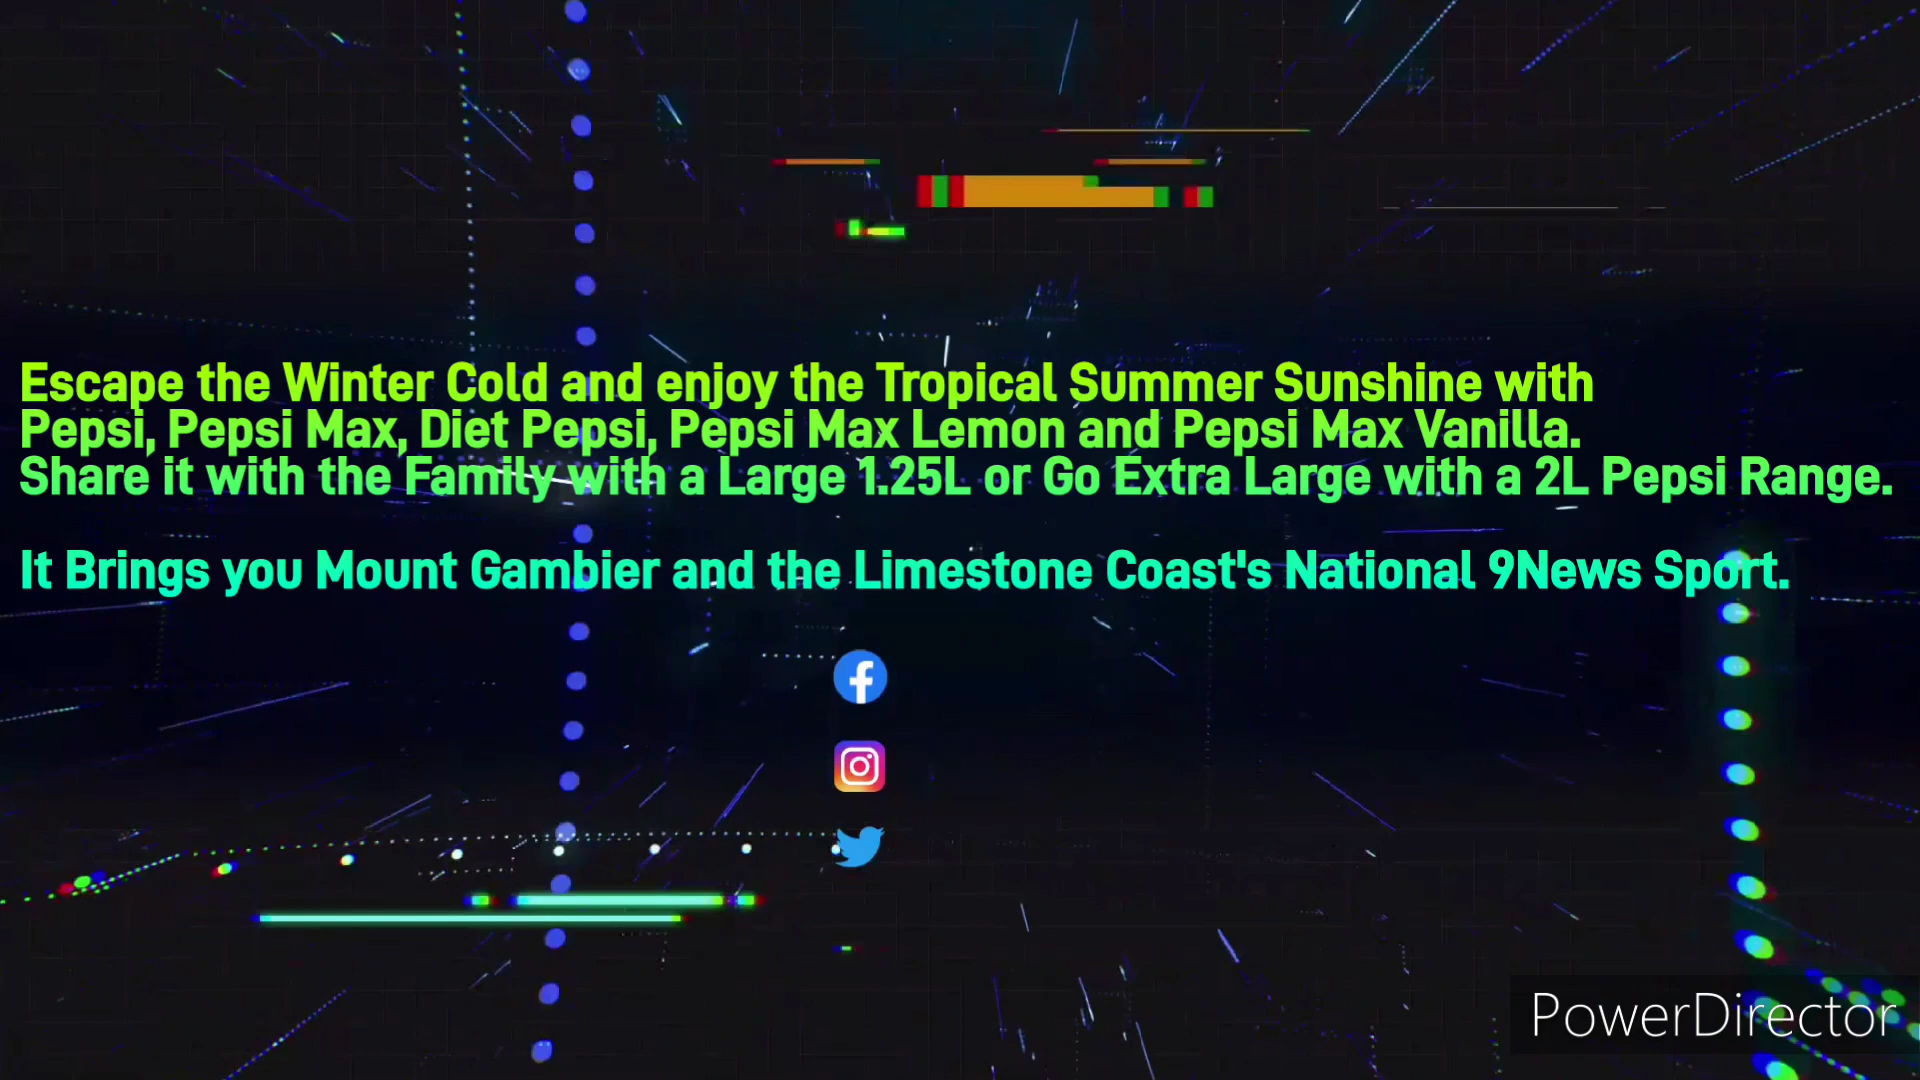 Escape the Winter Cold and enjoy the Tropical Summer Sunshine with
Pepsi, Pepsi Max, Diet Pepsi, Pepsi Max Lemon and Pepsi Max Vanilla.
Share it with the Family with a Large 1.25L or Go Extra Large with a 2L Pepsi Range.
It Brings you Mount Gambier and the Limestone Coast's National 9News Sport.
PowerDirector